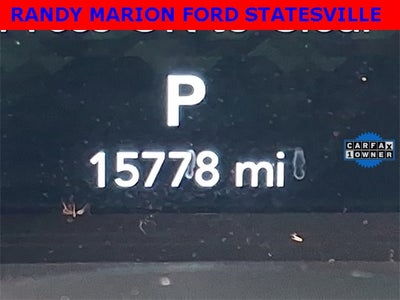 RANDY MARION FORD STATESVILLE
P
15778 mi
CARFAX
1 OWNER